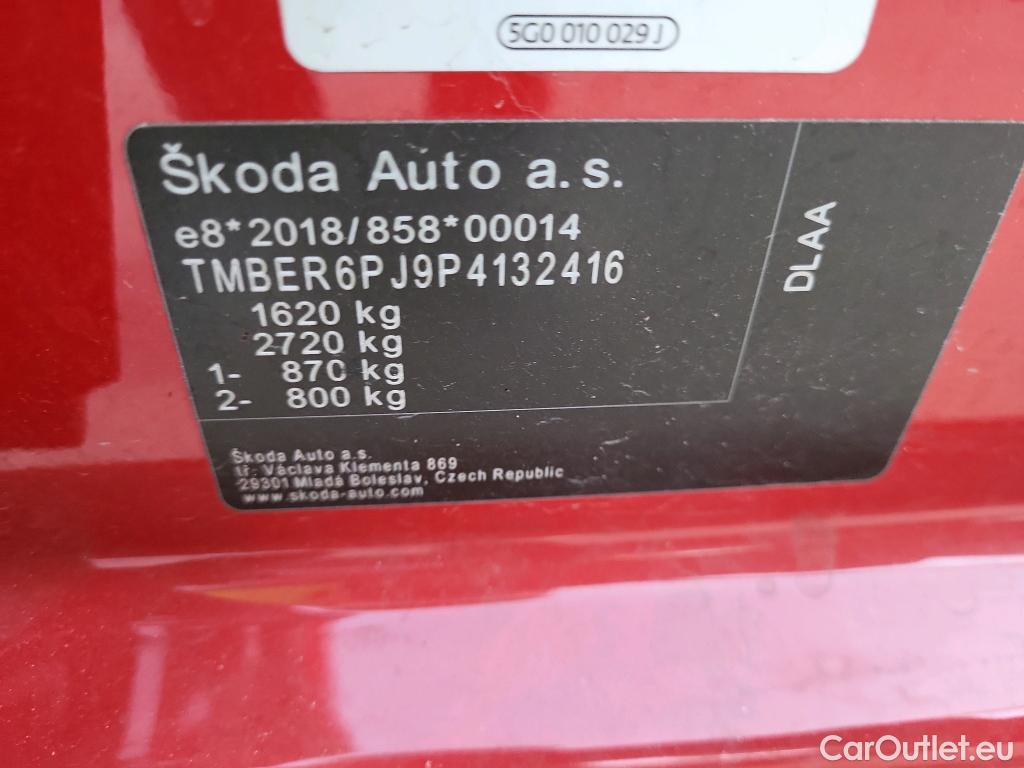 5G0 010 029 J
Škoda Auto a.s.
e8*2018/858*00014
TMBER6PJ9P4132416
1620 kg
2720 kg
1- 870 kg
2- 800 kg
DLAA
Škoda Auto a.s.
tř. Václava Klementa 869
29301 Mladá Boleslav, Czech Republic
www.skoda-auto.com
CarOutlet.eu